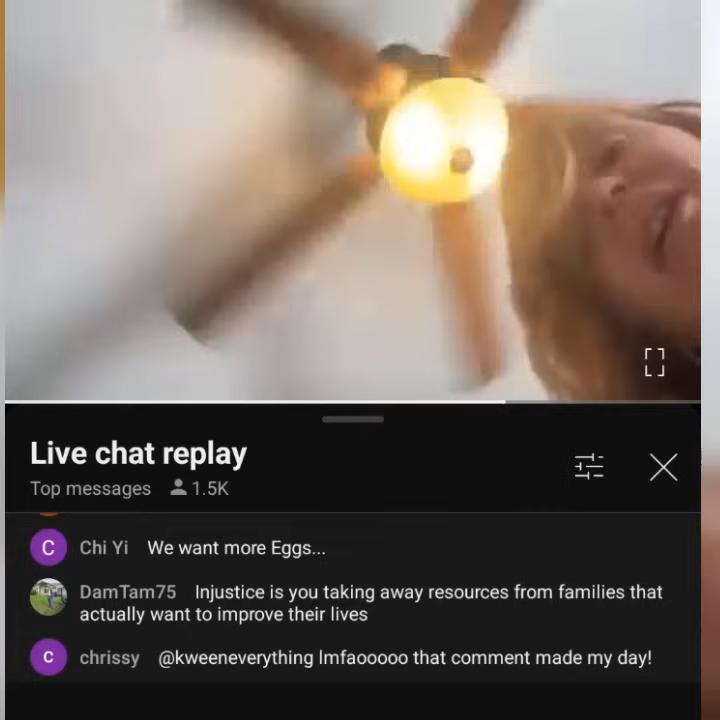 Live chat replay
Top messages 1.5K
C Chi Yi We want more Eggs...
DamTam75 Injustice is you taking away resources from families that
actually want to improve their lives
c chrissy @kweeneverything lmfaooooo that comment made my day!